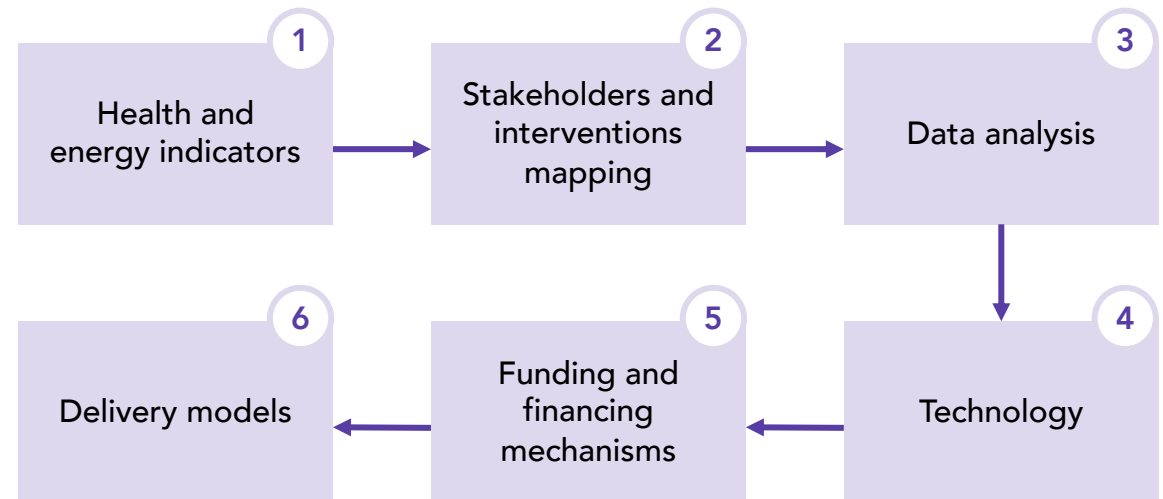 1
Health and
energy indicators
2
Stakeholders and
interventions
mapping
3
Data analysis
4
Technology
5
Funding and
financing
mechanisms
6
Delivery models